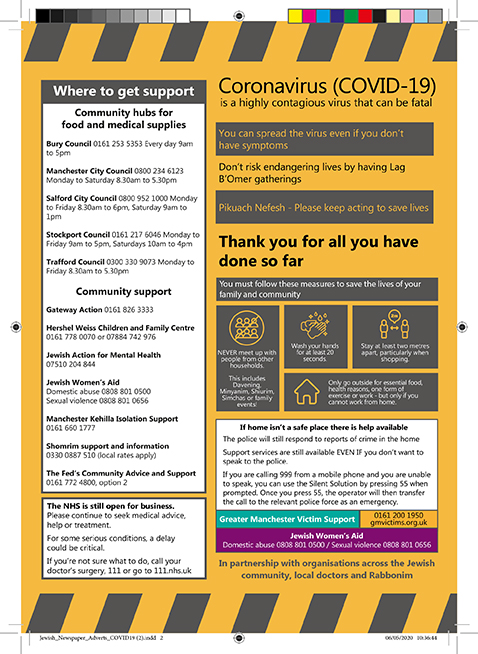 Where to get support
Community hubs for
food and medical supplies
Bury Council 0161 253 5353 Every day 9am
to 5pm
Manchester City Council 0800 234 6123
Monday to Saturday 8.30am to 5.30pm
Salford City Council 0800 952 1000 Monday
to Friday 8.30am to 6pm, Saturday 9am to
1pm
Stockport Council 0161 217 6046 Monday to
Friday 9am to 5pm, Saturdays 10am to 4pm
Trafford Council 0300 330 9073 Monday to
Friday 8.30am to 5.30pm
Community support
Gateway Action 0161 826 3333
Hershel Weiss Children and Family Centre
0161 778 0070 or 07884 742 976
Jewish Action for Mental Health
07510 204 844
Jewish Women's Aid
Domestic abuse 0808 801 0500
Sexual violence 0808 801 0656
Manchester Kehilla Isolation Support
0161 660 1777
Shomrim support and information
0330 0887 510 (local rates apply)
The Fed's Community Advice and Support
0161 772 4800, option 2
The NHS is still open for business.
Please continue to seek medical advice,
help or treatment.
For some serious conditions, a delay
could be critical.
If you're not sure what to do, call your
doctor's surgery, 111 or go to 111.nhs.uk
Coronavirus (COVID-19)
is a highly contagious virus that can be fatal
You can spread the virus even if you don't
have symptoms
Don't risk endangering lives by having Lag
B'Omer gatherings
Pikuach Nefesh - Please keep acting to save lives
Thank you for all you have
done so far
You must follow these measures to save the lives of your
family and community
NEVER meet up with
people from other
households.
This includes
Davening,
Minyanim, Shiurim,
Simchas or family
events!
Wash your hands
for at least 20
seconds
2m
Stay at least two metres
apart, particularly when
shopping.
Only go outside for essential food,
health reasons, one form of
exercise or work - but only if you
cannot work from home.
If home isn't a safe place there is help available
The police will still respond to reports of crime in the home
Support services are still available EVEN IF you don't want to
speak to the police.
If you are calling 999 from a mobile phone and you are unable
to speak, you can use the Silent Solution by pressing 55 when
prompted. Once you press 55, the operator will then transfer
the call to the relevant police force as an emergency.
Greater Manchester Victim Support
0161 200 1950
gmvictims.org.uk
Jewish Women's Aid
Domestic abuse 0808 801 0500 / Sexual violence 0808 801 0656
In partnership with organisations across the Jewish
community, local doctors and Rabbonim
Jewish_Newspaper_Adverts_COVID19 (2).indd 2
06/05/2020 10:36:44